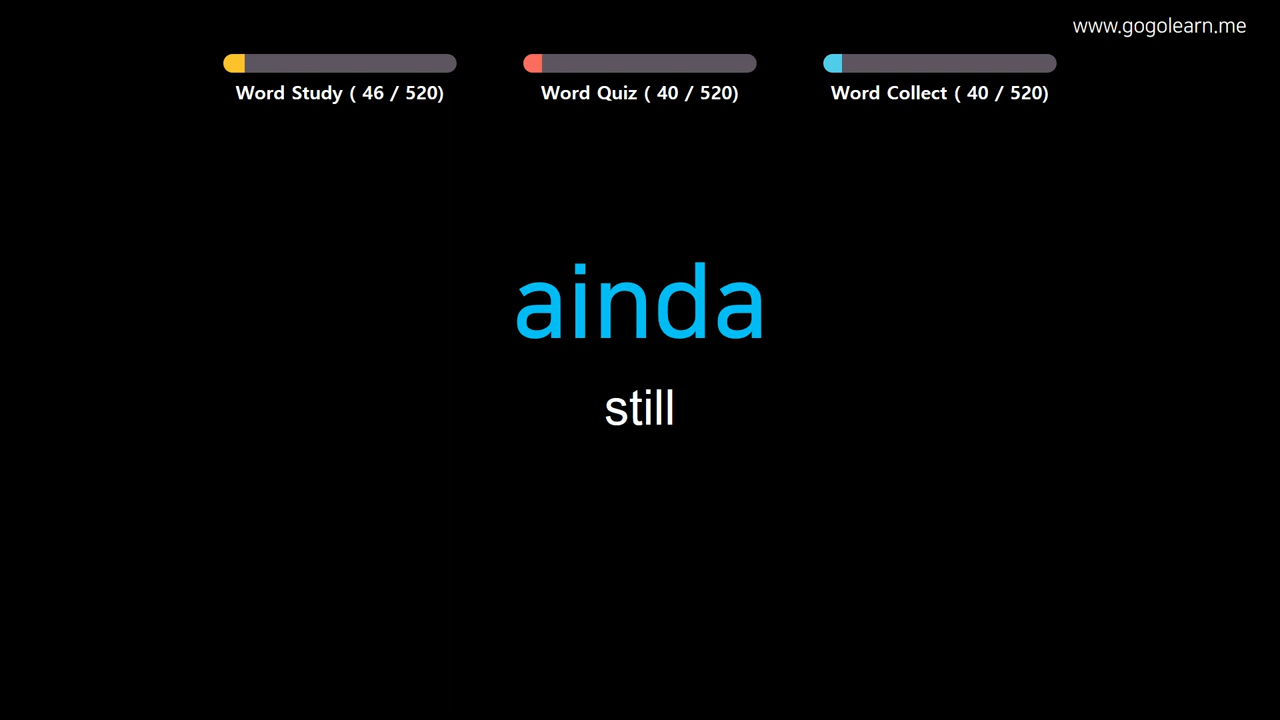 www.gogolearn.me
Word Study ( 46 / 520)
Word Quiz ( 40 / 520)
Word Collect ( 40 / 520)
ainda
still